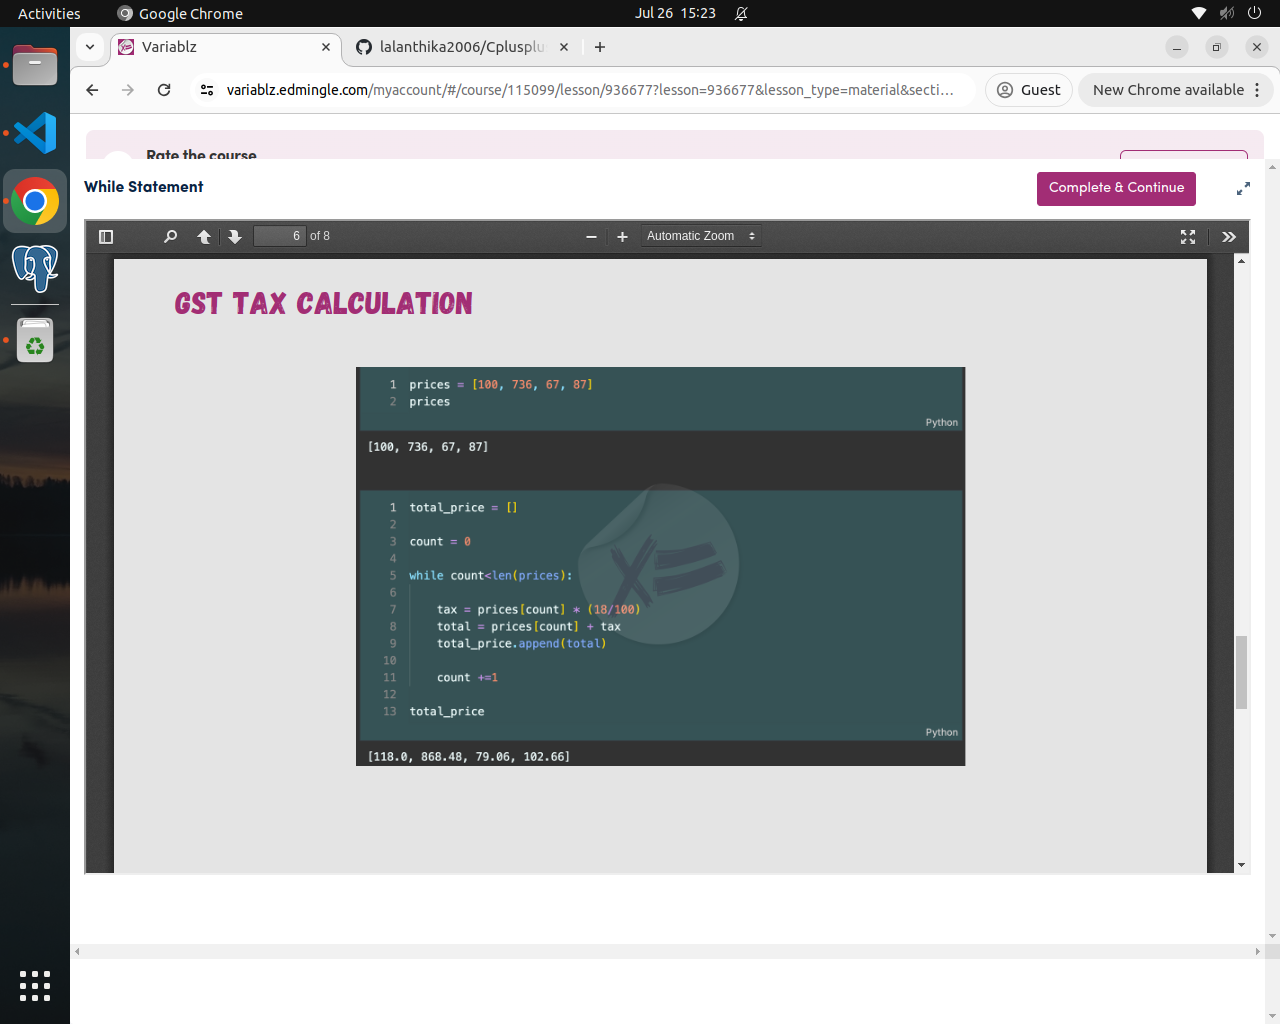 Activities
Google Chrome
Jul 26 15:23
Variablz
lalanthika2006/Cplusplu
variablz.edmingle.com/myaccount/#/course/115099/lesson/936677?lesson=936677&lesson_type=material&secti...
Guest
New Chrome available
Rate the course
While Statement
Complete & Continue
6 of 8
Automatic Zoom
GST TAX CALCULATION
1 prices = [100, 736, 67, 87]
2 prices
Python
[100, 736, 67, 87]
1 total_price = []
2
3 count = 0
4
5 while count<len(prices):
6
7 tax = prices[count] * (18/100)
8 total = prices[count] + tax
9 total_price.append(total)
10
11 count +=1
12
13 total_price
Python
[118.0, 868.48, 79.06, 102.66]